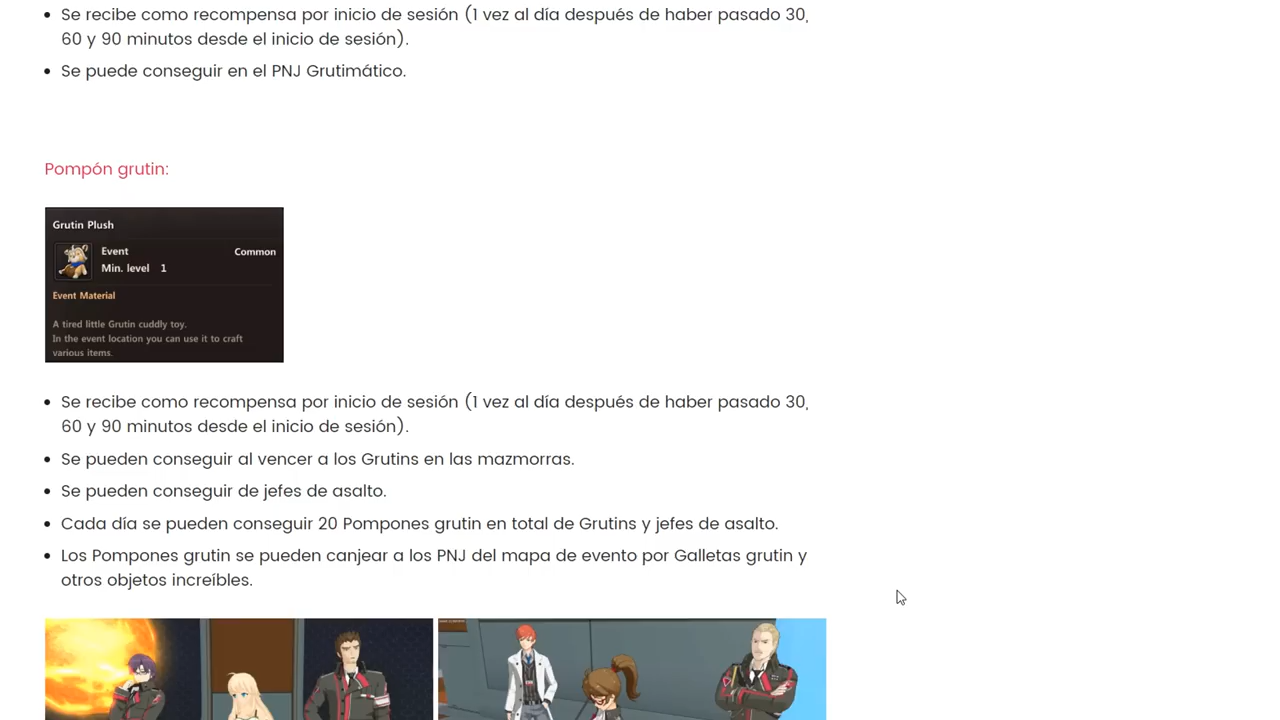 Se recibe como recompensa por inicio de sesión (1 vez al día después de haber pasado 30,
60 y 90 minutos desde el inicio de sesión).
Se puede conseguir en el PNJ Grutimático.
Pompón grutin:
Grutin Plush
Event
Common
Min. level 1
Event Material
A tired little Grutin cuddly toy.
In the event location you can use it to craft
various items.
Se recibe como recompensa por inicio de sesión (1 vez al día después de haber pasado 30,
60 y 90 minutos desde el inicio de sesión).
Se pueden conseguir al vencer a los Grutins en las mazmorras.
Se pueden conseguir de jefes de asalto.
Cada día se pueden conseguir 20 Pompones grutin en total de Grutins y jefes de asalto.
Los Pompones grutin se pueden canjear a los PNJ del mapa de evento por Galletas grutin y
otros objetos increíbles.